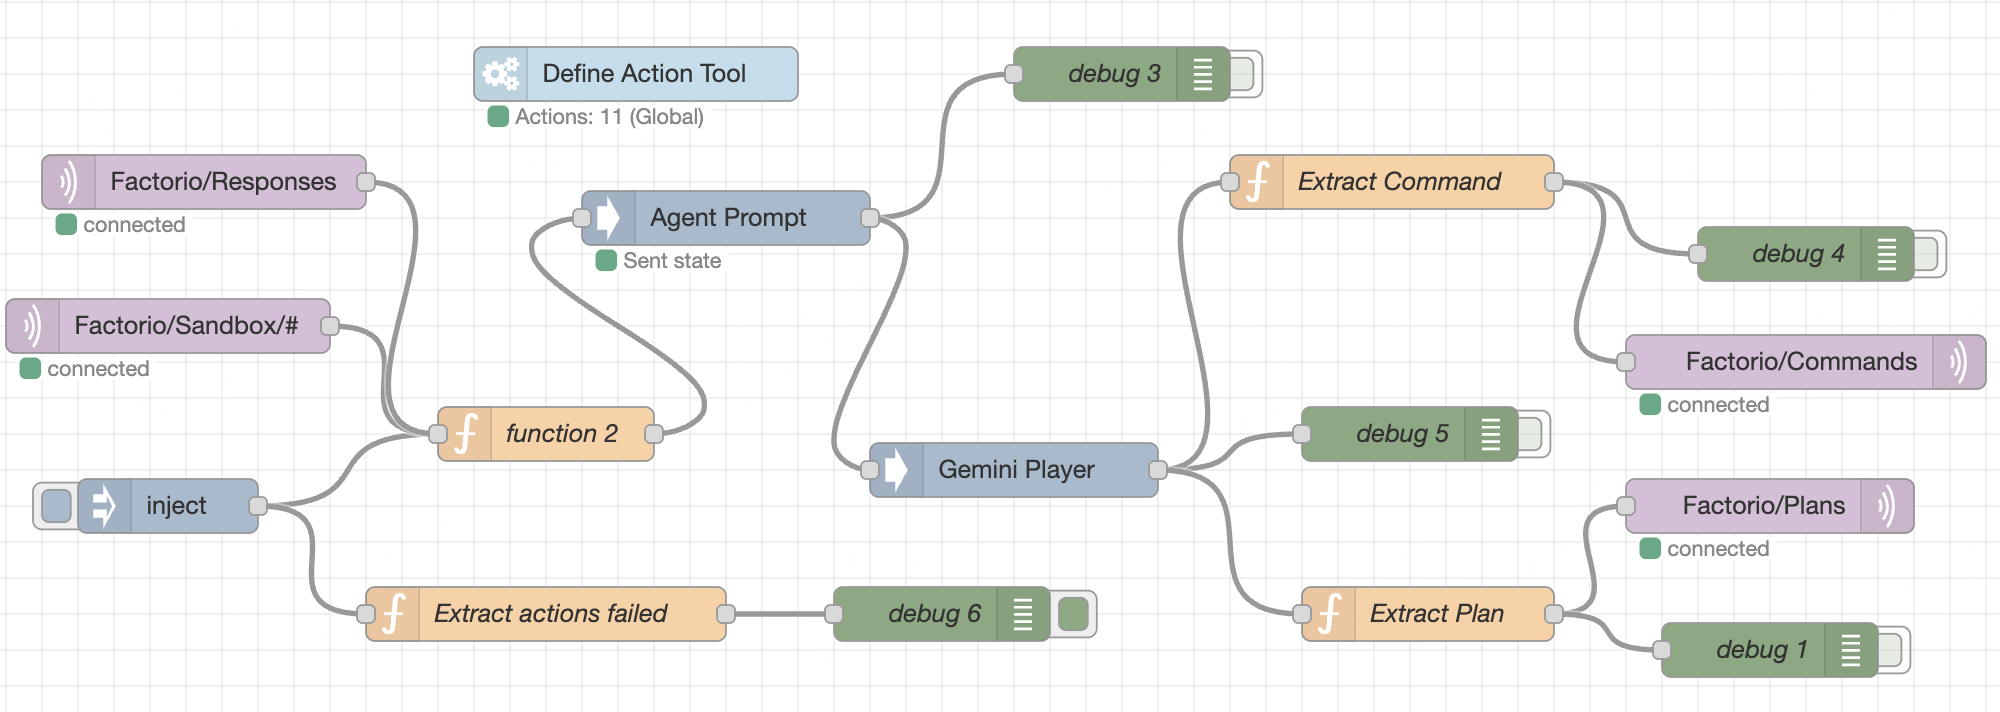 Define Action Tool
Actions: 11 (Global)
debug 3
Factorio/Responses
connected
Agent Prompt
Sent state
Extract Command
debug 4
Factorio/Sandbox/#
connected
Factorio/Commands
connected
function 2
debug 5
Gemini Player
inject
Factorio/Plans
connected
Extract actions failed
debug 6
Extract Plan
debug 1